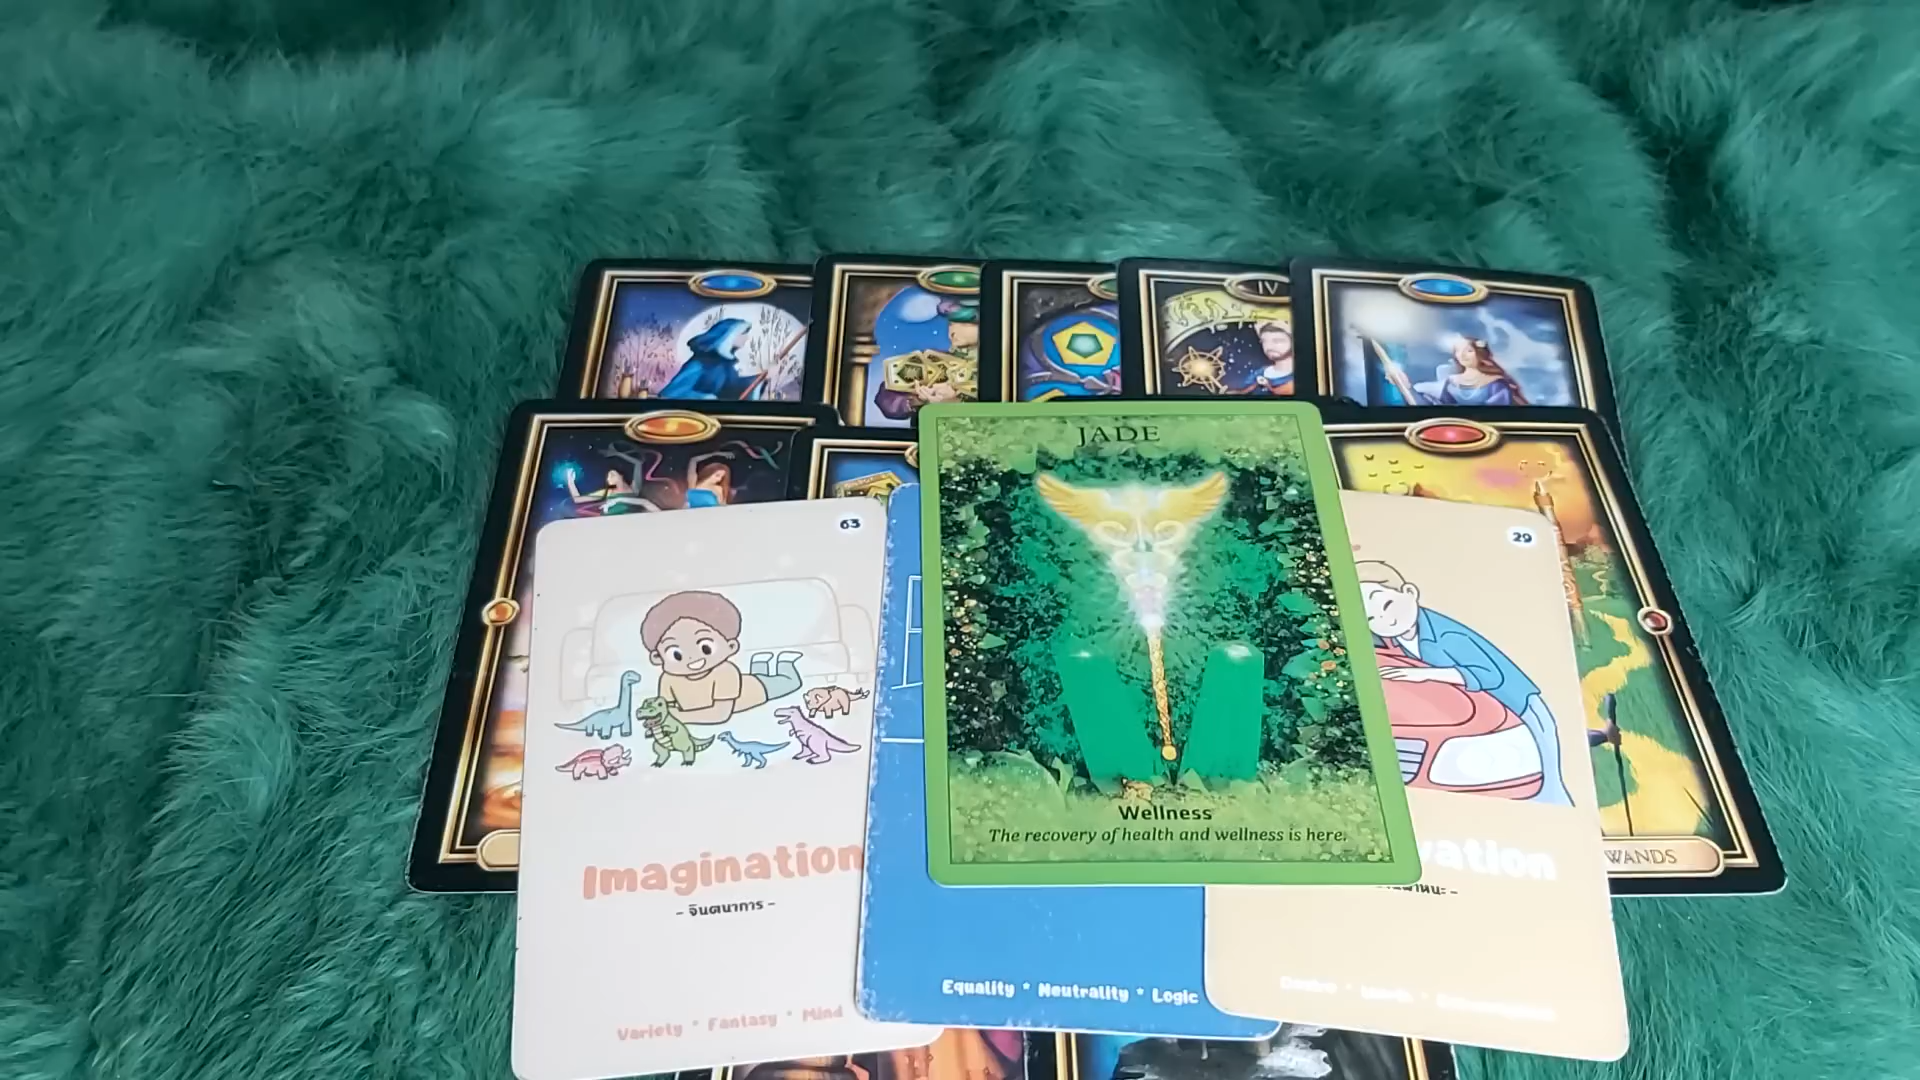 IV
JADE
63
29
Wellness
The recovery of health and wellness is here.
WANDS
Imagination
- จินตนาการ -
Equality * Neutrality * Logic
Variety * Fantasy * Mind